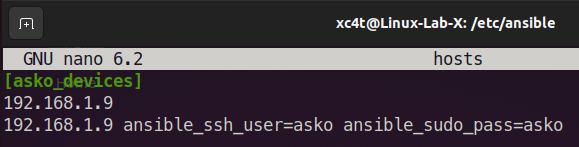 xc4t@Linux-Lab-X: /etc/ansible
GNU nano 6.2 hosts
[asko_devices]
192.168.1.9
192.168.1.9 ansible_ssh_user=asko ansible_sudo_pass=asko